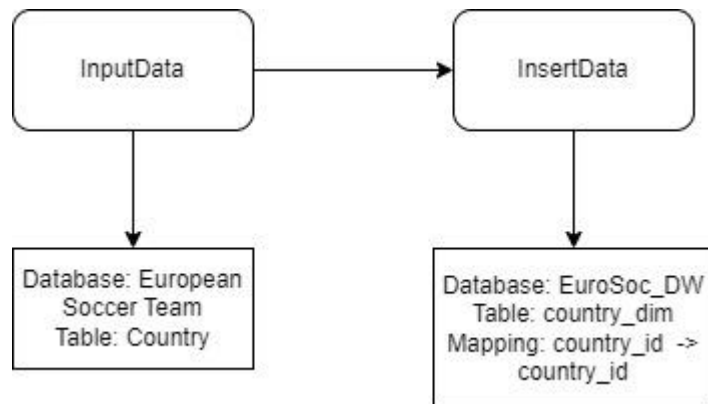 InputData
InsertData
Database: European
Soccer Team
Table: Country
Database: EuroSoc_DW
Table: country_dim
Mapping: country_id ->
country_id